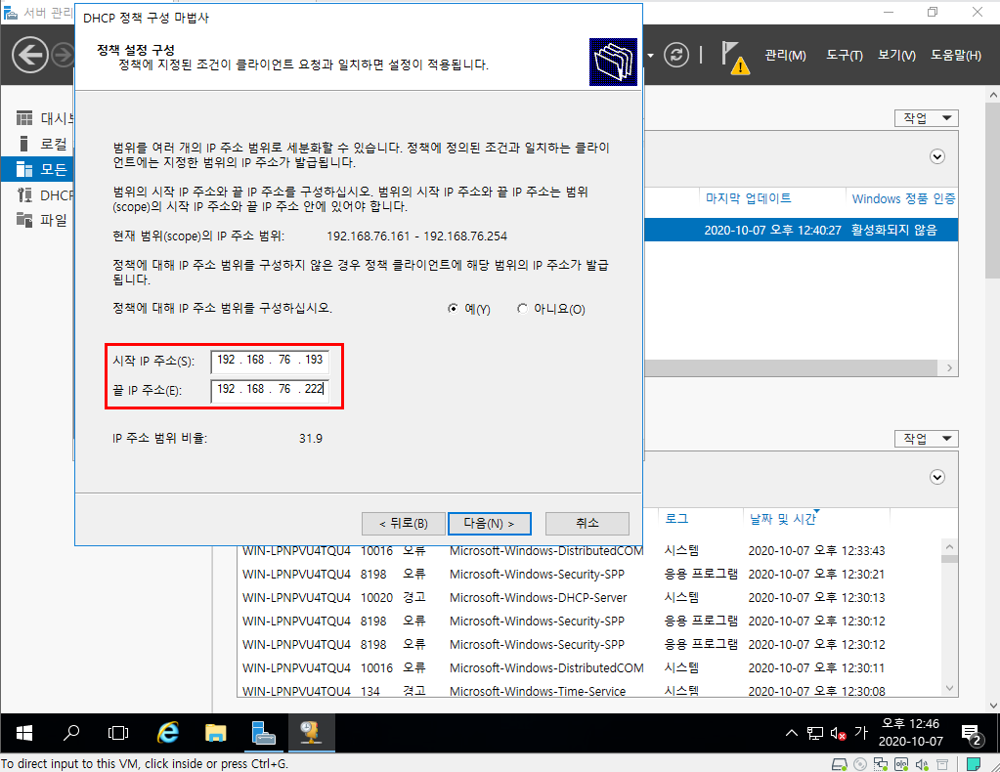 서버 관리
DHCP 정책 구성 마법사
정책 설정 구성
정책에 지정된 조건이 클라이언트 요청과 일치하면 설정이 적용됩니다.
관리(M) 도구(T) 보기(V) 도움말(H)
대시보
로컬
모든
DHCP
파일
작업
범위를 여러 개의 IP 주소 범위로 세분화할 수 있습니다. 정책에 정의된 조건과 일치하는 클라이
언트에는 지정한 범위의 IP 주소가 발급됩니다.
범위의 시작 IP 주소와 끝 IP 주소를 구성하십시오. 범위의 시작 IP 주소와 끝 IP 주소는 범위
(scope)의 시작 IP 주소와 끝 IP 주소 안에 있어야 합니다.
현재 범위(scope)의 IP 주소 범위: 192.168.76.161 - 192.168.76.254
정책에 대해 IP 주소 범위를 구성하지 않은 경우 정책 클라이언트에 해당 범위의 IP 주소가 발급
됩니다.
정책에 대해 IP 주소 범위를 구성하십시오. 예(Y) 아니요(O)
시작 IP 주소(S): 192 . 168 . 76 . 193
끝 IP 주소(E): 192 . 168 . 76 . 222
IP 주소 범위 비율: 31.9
< 뒤로(B) 다음(N) > 취소
마지막 업데이트 Windows 정품 인증
2020-10-07 오후 12:40:27 활성화되지 않음
작업
로그 날짜 및 시간
WIN-LPNPVU4TQU4 10016 오류 Microsoft-Windows-DistributedCOM 시스템 2020-10-07 오후 12:33:43
WIN-LPNPVU4TQU4 8198 오류 Microsoft-Windows-Security-SPP 응용 프로그램 2020-10-07 오후 12:30:21
WIN-LPNPVU4TQU4 10020 경고 Microsoft-Windows-DHCP-Server 시스템 2020-10-07 오후 12:30:13
WIN-LPNPVU4TQU4 8198 오류 Microsoft-Windows-Security-SPP 응용 프로그램 2020-10-07 오후 12:30:12
WIN-LPNPVU4TQU4 8198 오류 Microsoft-Windows-Security-SPP 응용 프로그램 2020-10-07 오후 12:30:12
WIN-LPNPVU4TQU4 10016 오류 Microsoft-Windows-DistributedCOM 시스템 2020-10-07 오후 12:30:11
WIN-LPNPVU4TQU4 134 경고 Microsoft-Windows-Time-Service 시스템 2020-10-07 오후 12:30:08
가 오후 12:46
2020-10-07
2
To direct input to this VM, click inside or press Ctrl+G.